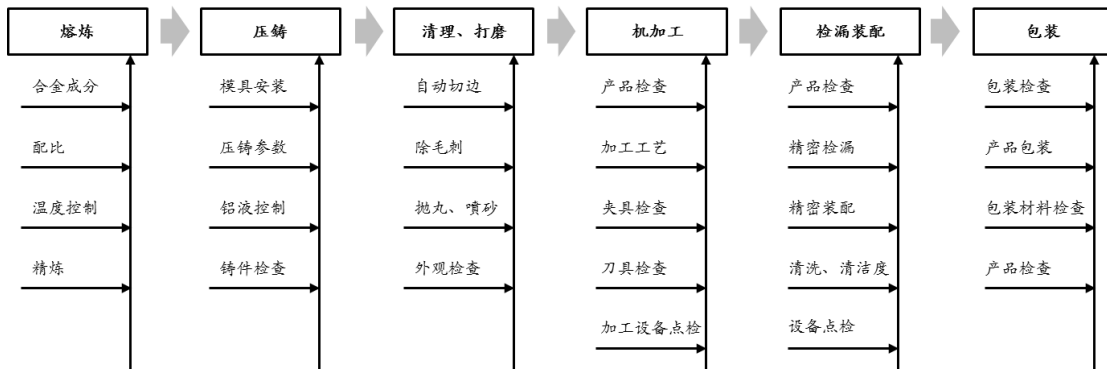 熔炼
压铸
清理、打磨
机加工
检漏装配
包装
合金成分
模具安装
自动切边
产品检查
产品检查
包装检查
配比
压铸参数
除毛刺
加工工艺
精密检漏
产品包装
温度控制
铝液控制
抛丸、喷砂
夹具检查
精密装配
包装材料检查
精炼
铸件检查
外观检查
刀具检查
清洗、清洁度
产品检查
加工设备点检
设备点检